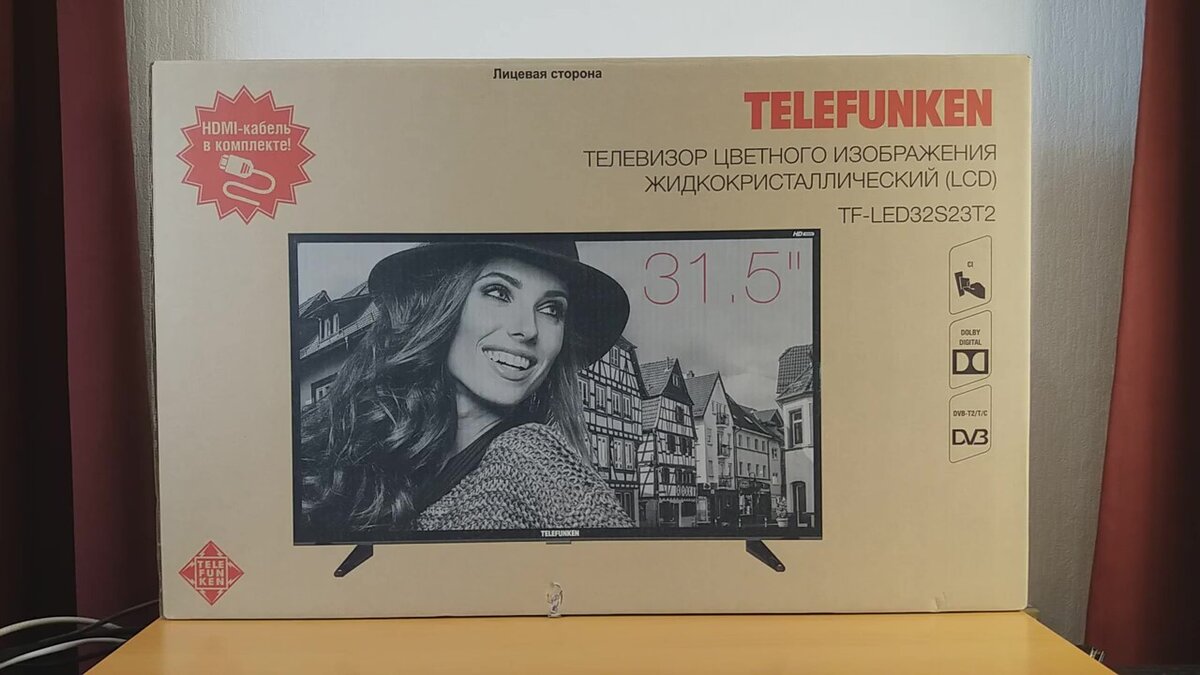 Лицевая сторона
HDMI-кабель
в комплекте!
TELEFUNKEN
ТЕЛЕВИЗОР ЦВЕТНОГО ИЗОБРАЖЕНИЯ
ЖИДКОКРИСТАЛЛИЧЕСКИЙ (LCD)
TF-LED32S23T2
31.5"
CI
DOLBY
DIGITAL
DVB-T2/T/C
DVB
TELEFUNKEN
TELE
FUN
KEN